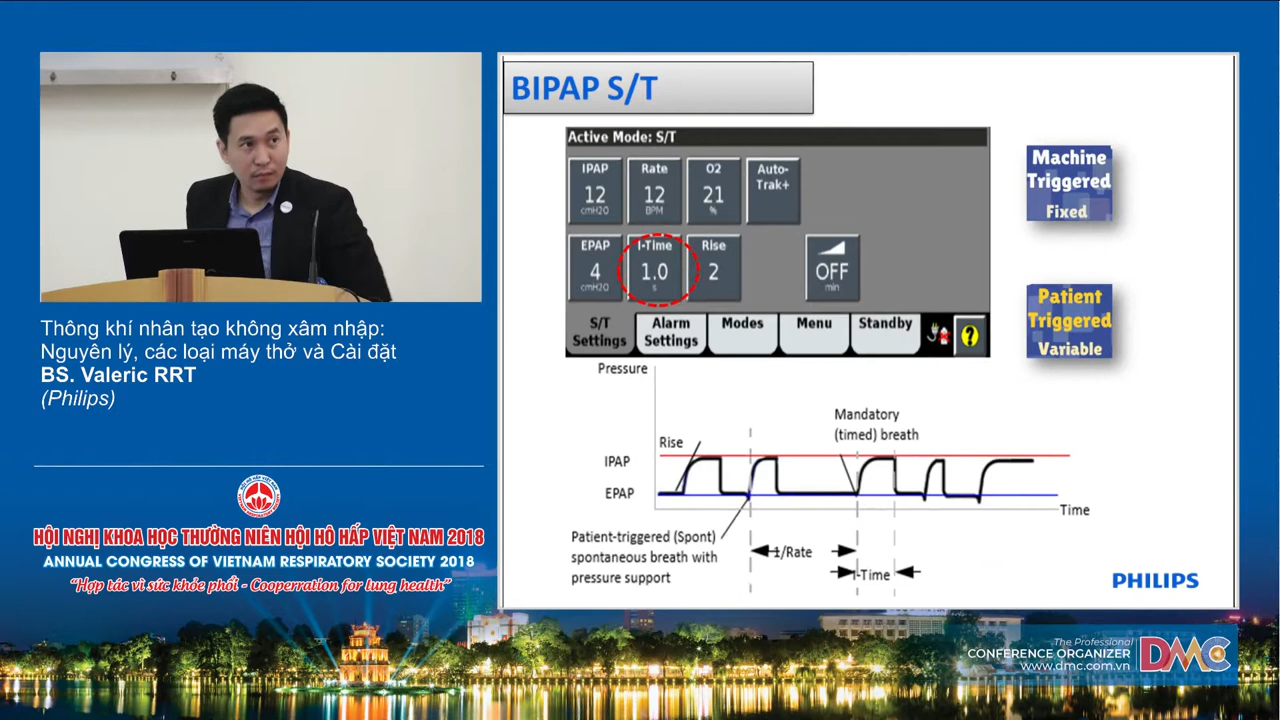 BIPAP S/T
Active Mode: S/T
IPAP
12
cmH2O
Rate
12
BPM
O2
21
%
Auto-
Trak+
EPAP
4
cmH2O
I-Time
1.0
s
Rise
2
OFF
min
S/T
Settings
Alarm
Settings
Modes
Menu
Standby
?
Machine
Triggered
Fixed
Patient
Triggered
Variable
Pressure
Rise
Mandatory
(timed) breath
IPAP
EPAP
Time
Patient-triggered (Spont)
spontaneous breath with
pressure support
1/Rate
I-Time
PHILIPS
Thông khí nhân tạo không xâm nhập:
Nguyên lý, các loại máy thở và Cài đặt
BS. Valeric RRT
(Philips)
HỘI HÔ HẤP VIỆT NAM
HỘI NGHỊ KHOA HỌC THƯỜNG NIÊN HỘI HÔ HẤP VIỆT NAM 2018
ANNUAL CONGRESS OF VIETNAM RESPIRATORY SOCIETY 2018
"Hợp tác vì sức khỏe phổi - Cooperration for lung health"
The Professional
CONFERENCE ORGANIZER
www.dmc.com.vn
DMC